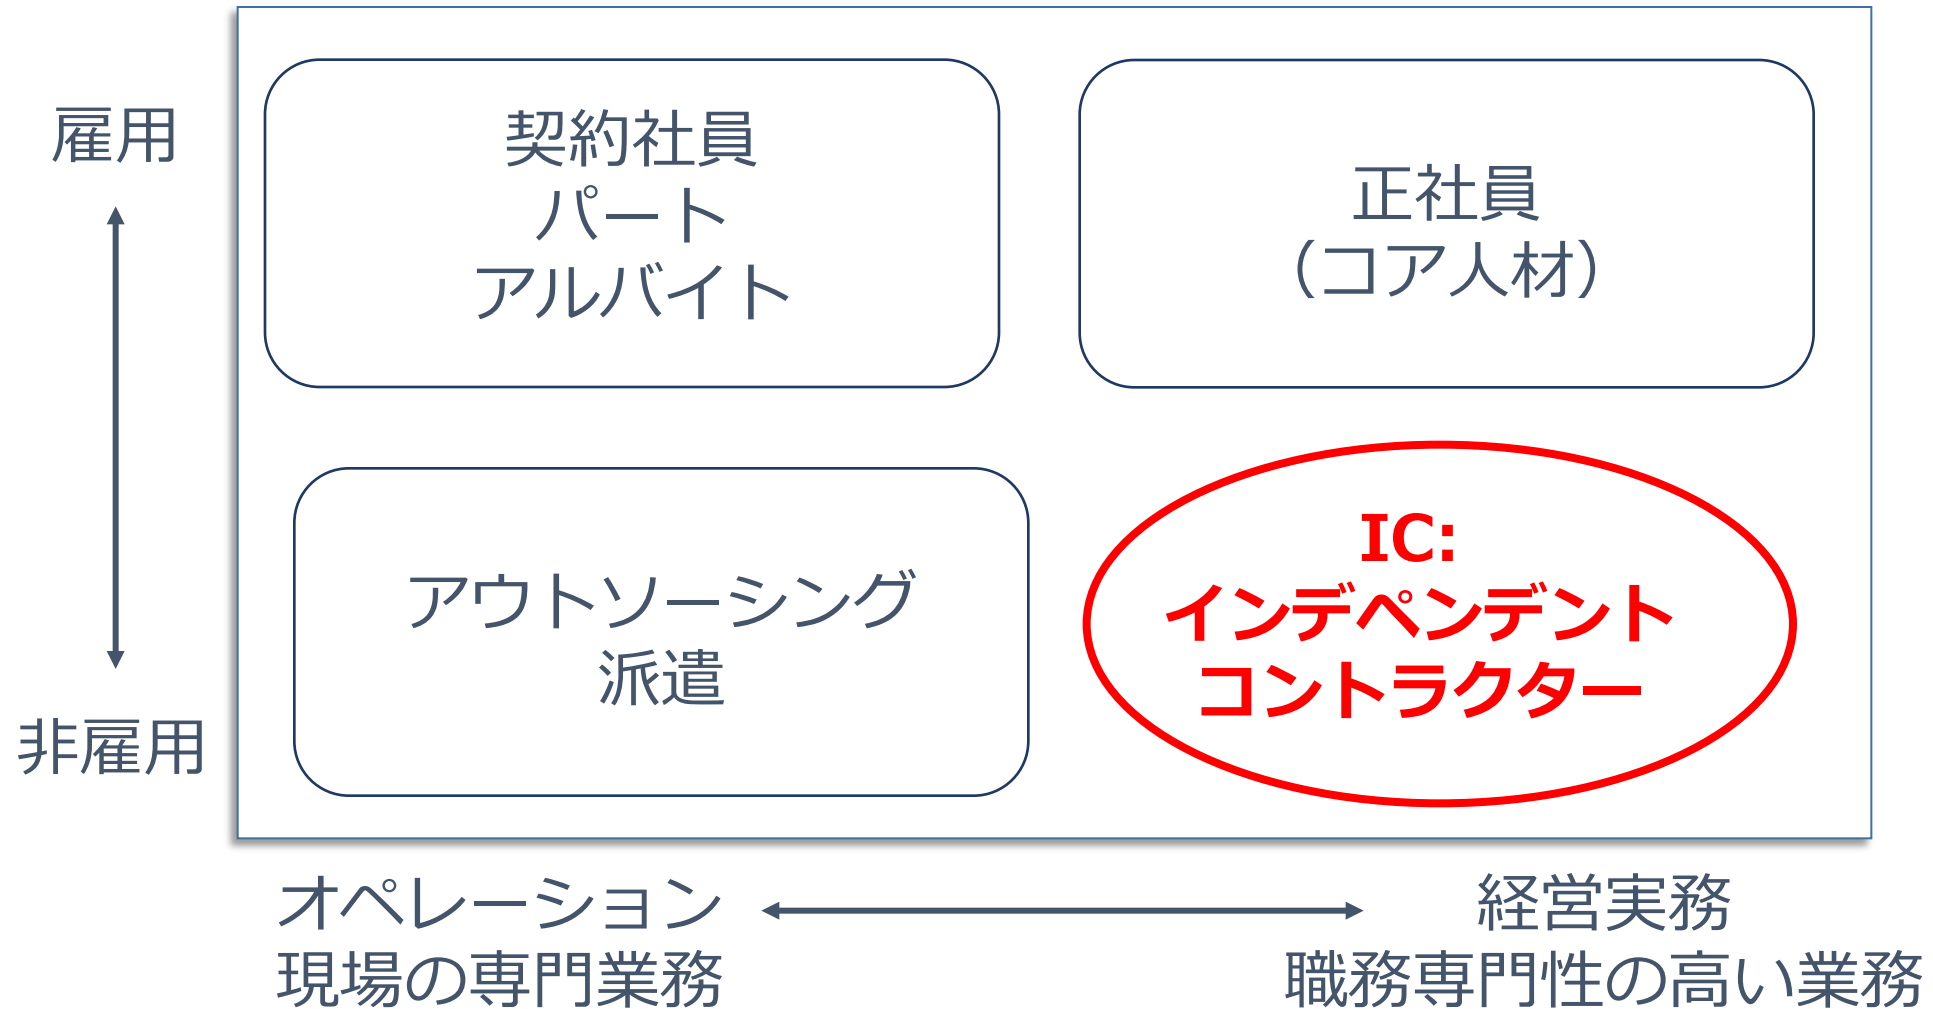 雇用
非雇用
契約社員
パート
アルバイト
正社員
（コア人材）
アウトソーシング
派遣
IC:
インデペンデント
コントラクター
オペレーション
現場の専門業務
経営実務
職務専門性の高い業務